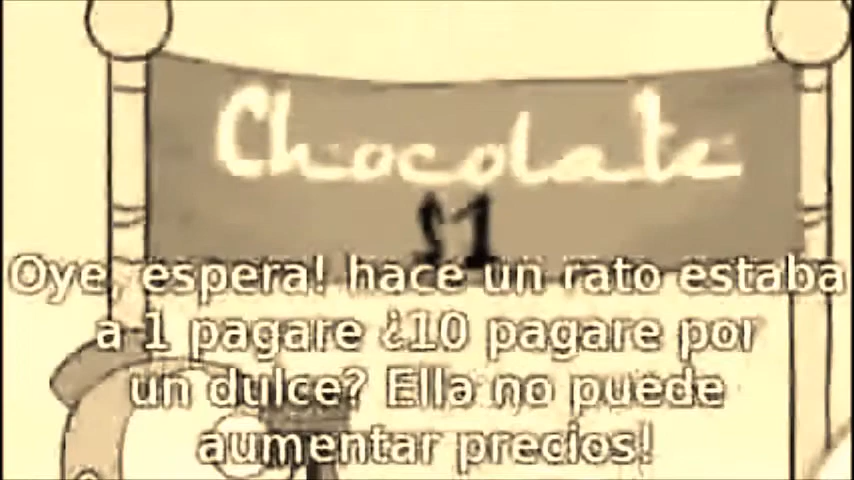 Chocolate
$1
Oye, espera! hace un rato estaba
a 1 pagare ¿10 pagare por
un dulce? Ella no puede
aumentar precios!